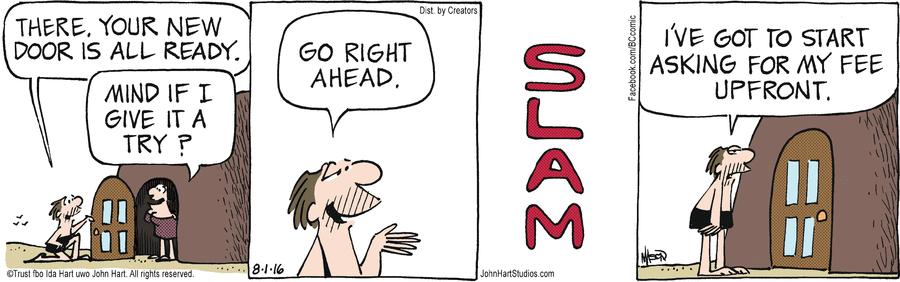 THERE, YOUR NEW
DOOR IS ALL READY.
MIND IF I
GIVE IT A
TRY?
©Trust fbo Ida Hart uwo John Hart. All rights reserved.
Dist. by Creators
GO RIGHT
AHEAD.
8-1-16
SLAM
JohnHartStudios.com
Facebook.com/BCcomic
I'VE GOT TO START
ASKING FOR MY FEE
UPFRONT.
MASON